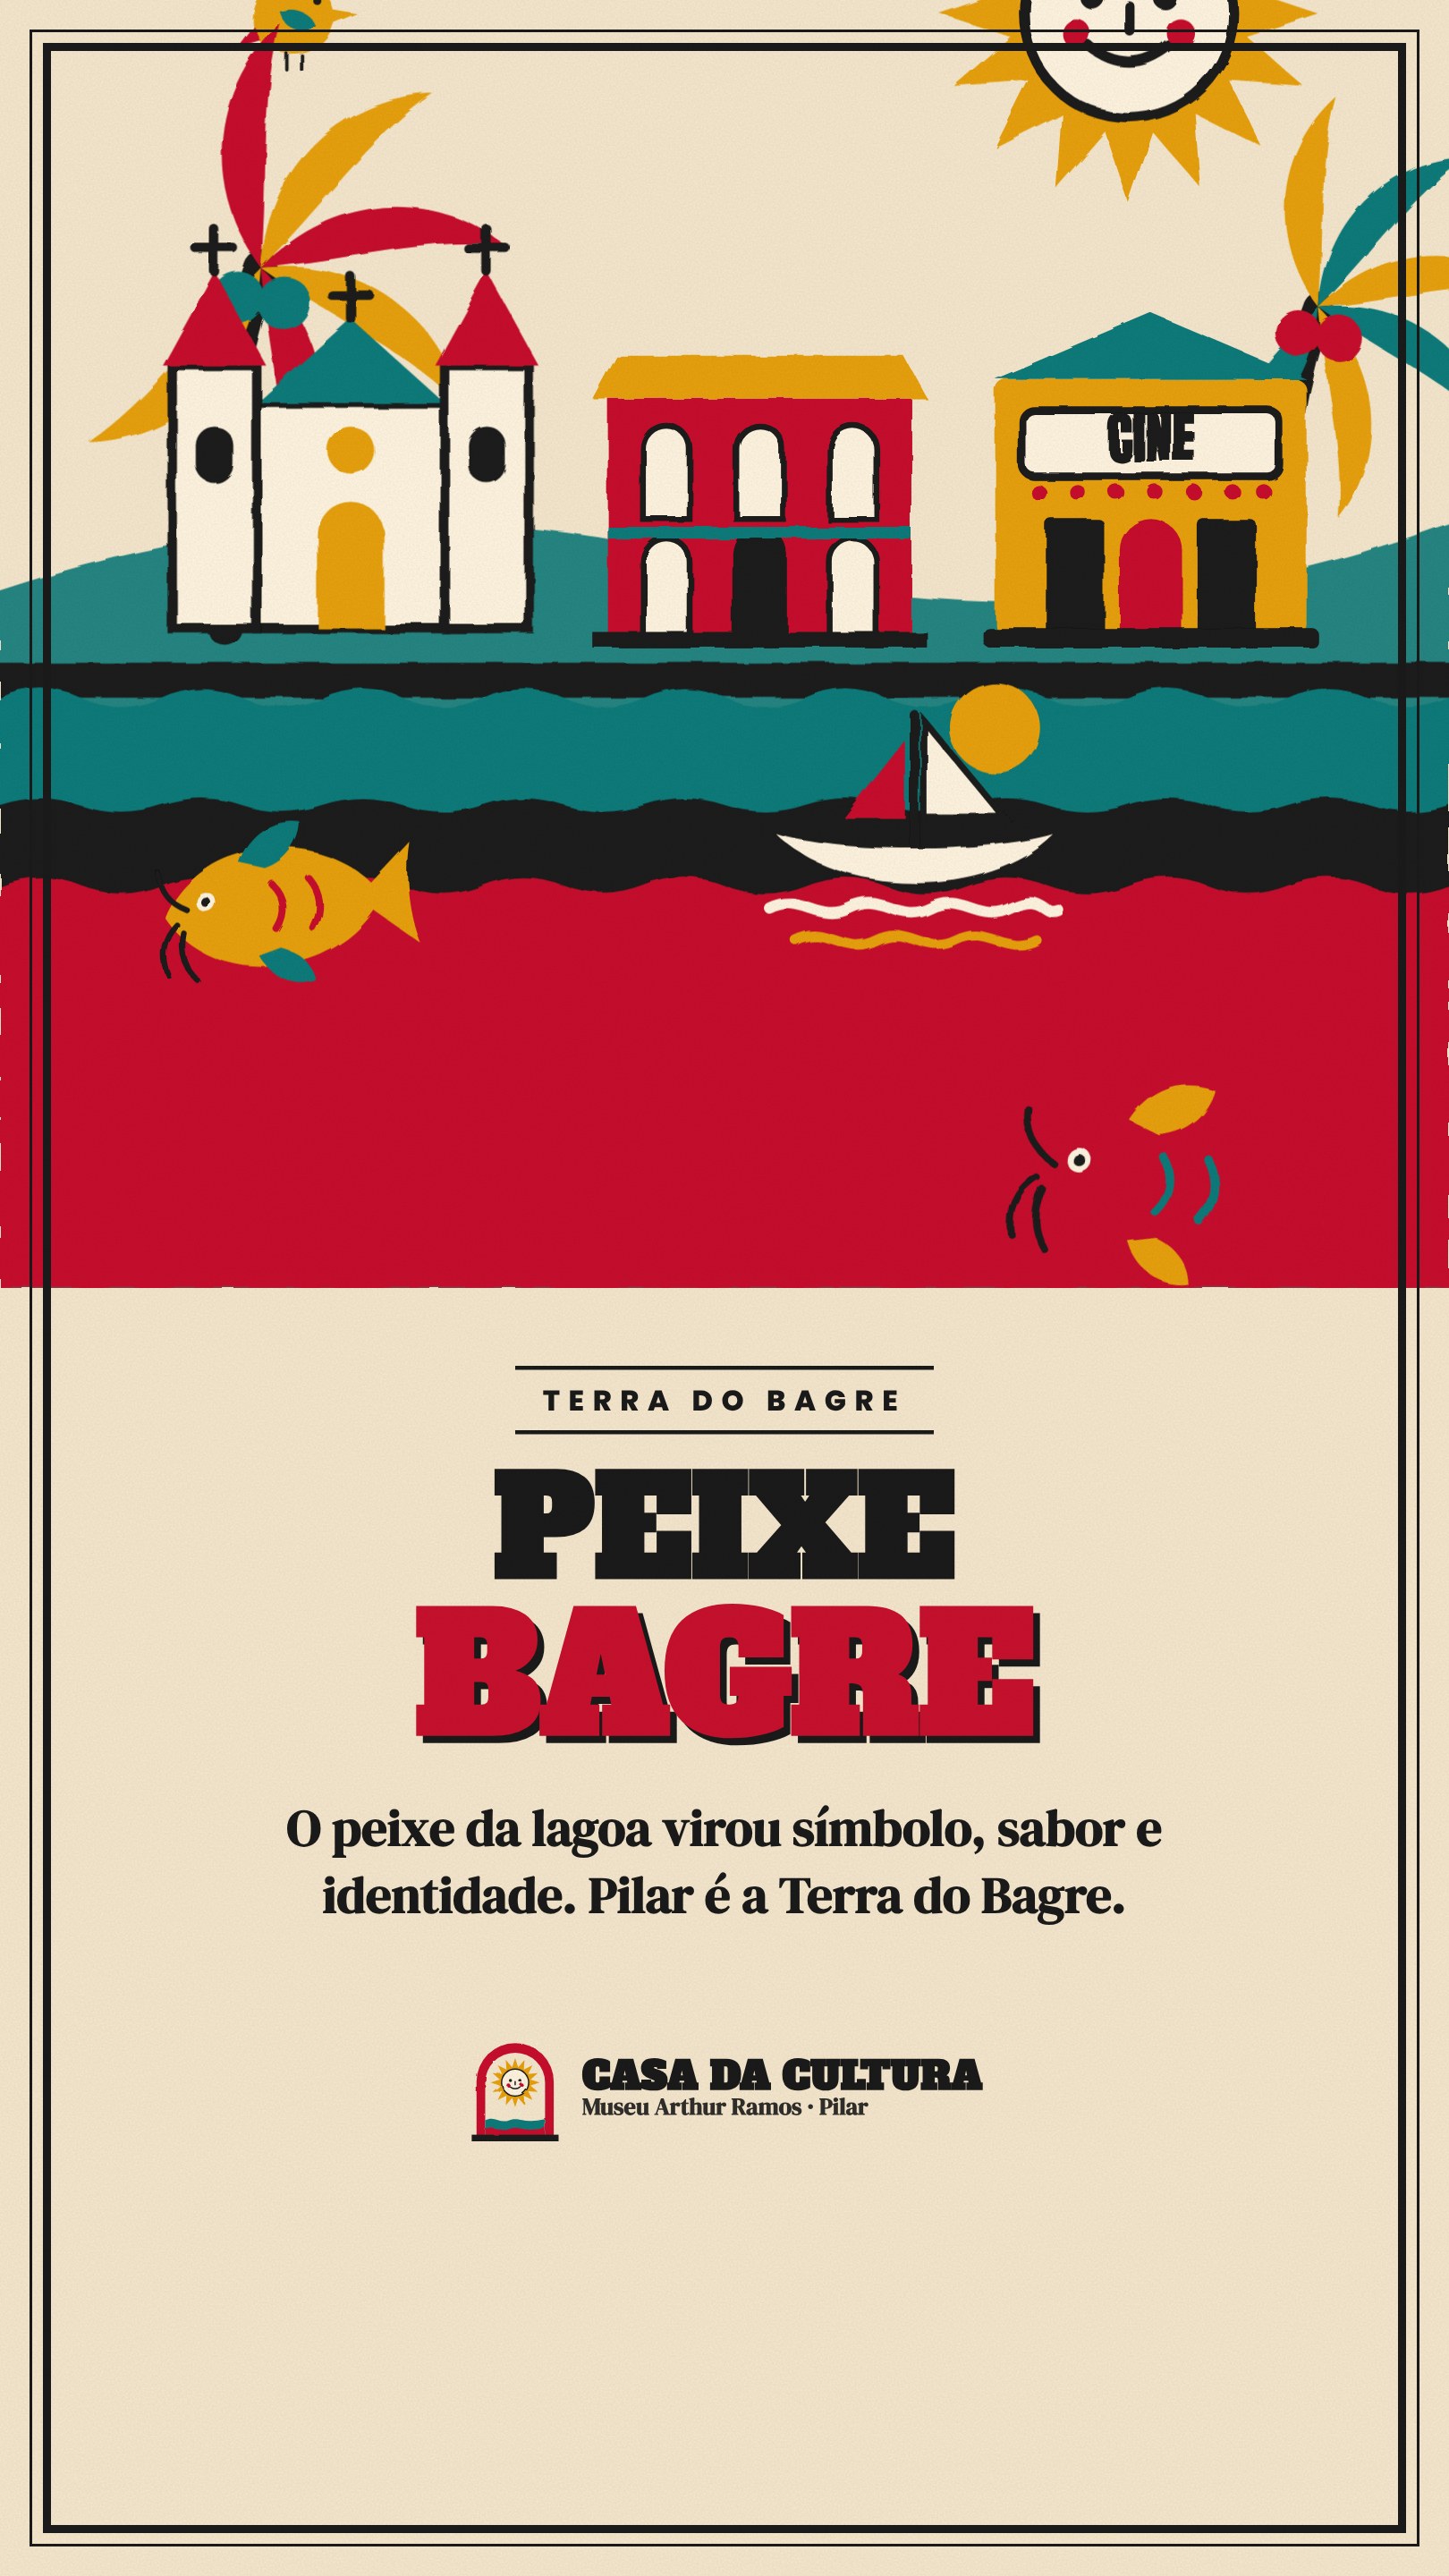 CINE
TERRA DO BAGRE
PEIXE
BAGRE
O peixe da lagoa virou símbolo, sabor e
identidade. Pilar é a Terra do Bagre.
CASA DA CULTURA
Museu Arthur Ramos • Pilar